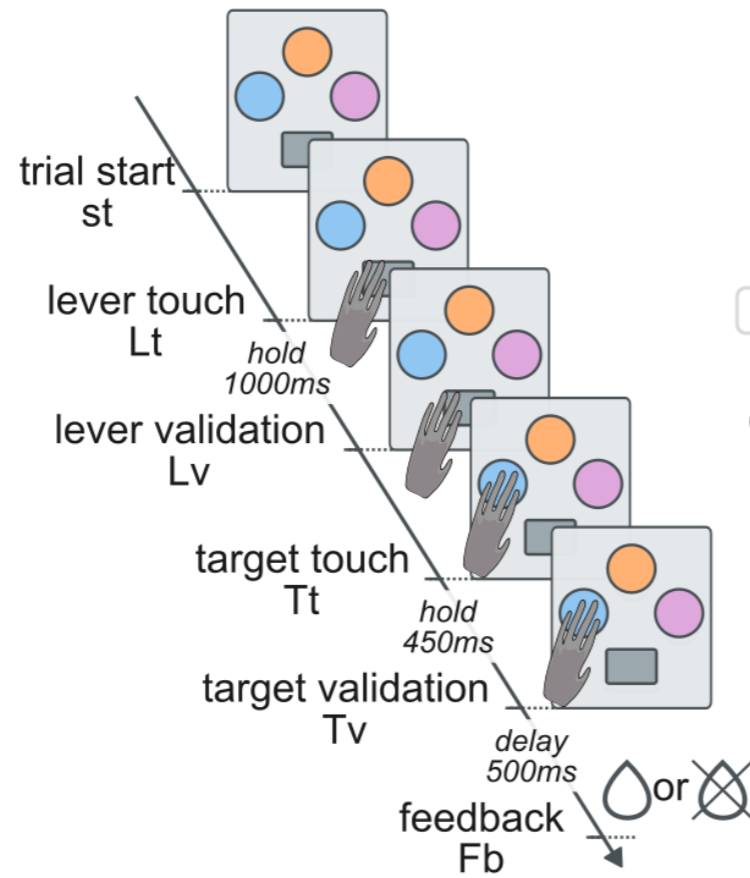 trial start
st
lever touch
Lt
hold
1000ms
lever validation
Lv
target touch
Tt
hold
450ms
target validation
Tv
delay
500ms
or
feedback
Fb